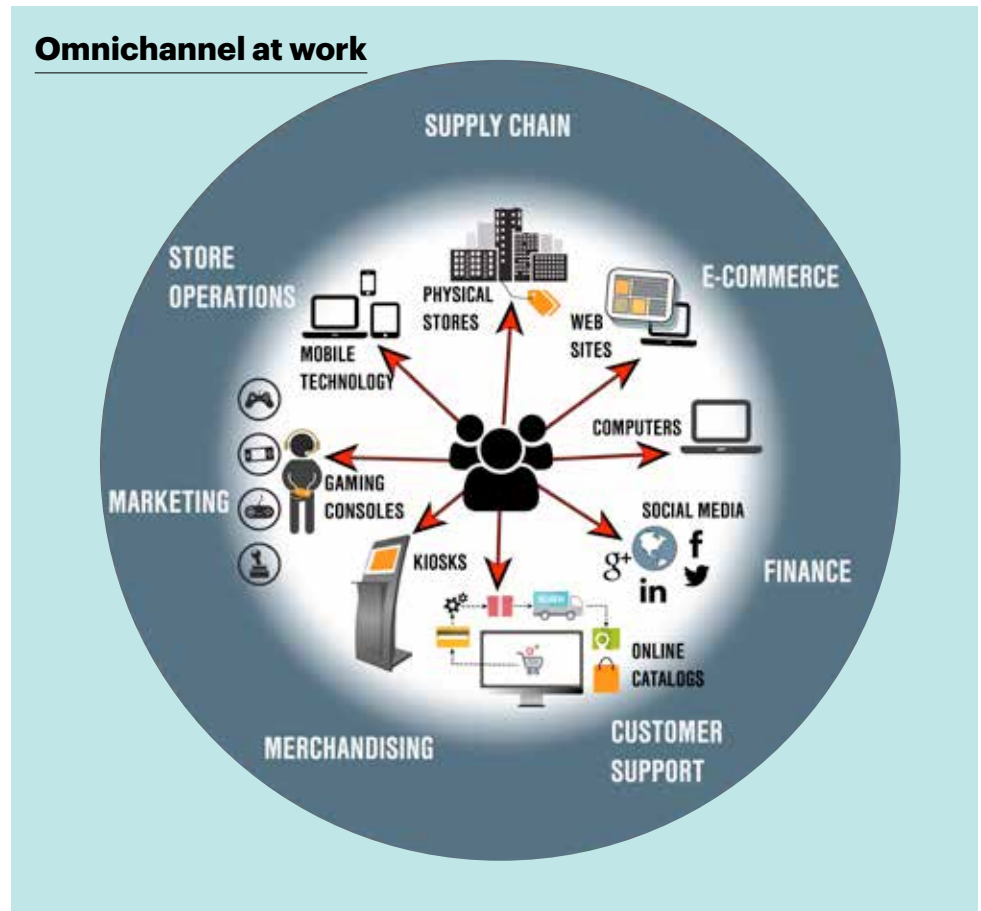 Omnichannel at work
SUPPLY CHAIN
STORE
OPERATIONS
E-COMMERCE
PHYSICAL
STORES
WEB
SITES
MOBILE
TECHNOLOGY
COMPUTERS
MARKETING
GAMING
CONSOLES
SOCIAL MEDIA
g+
f
in
KIOSKS
FINANCE
ONLINE
CATALOGS
MERCHANDISING
CUSTOMER
SUPPORT